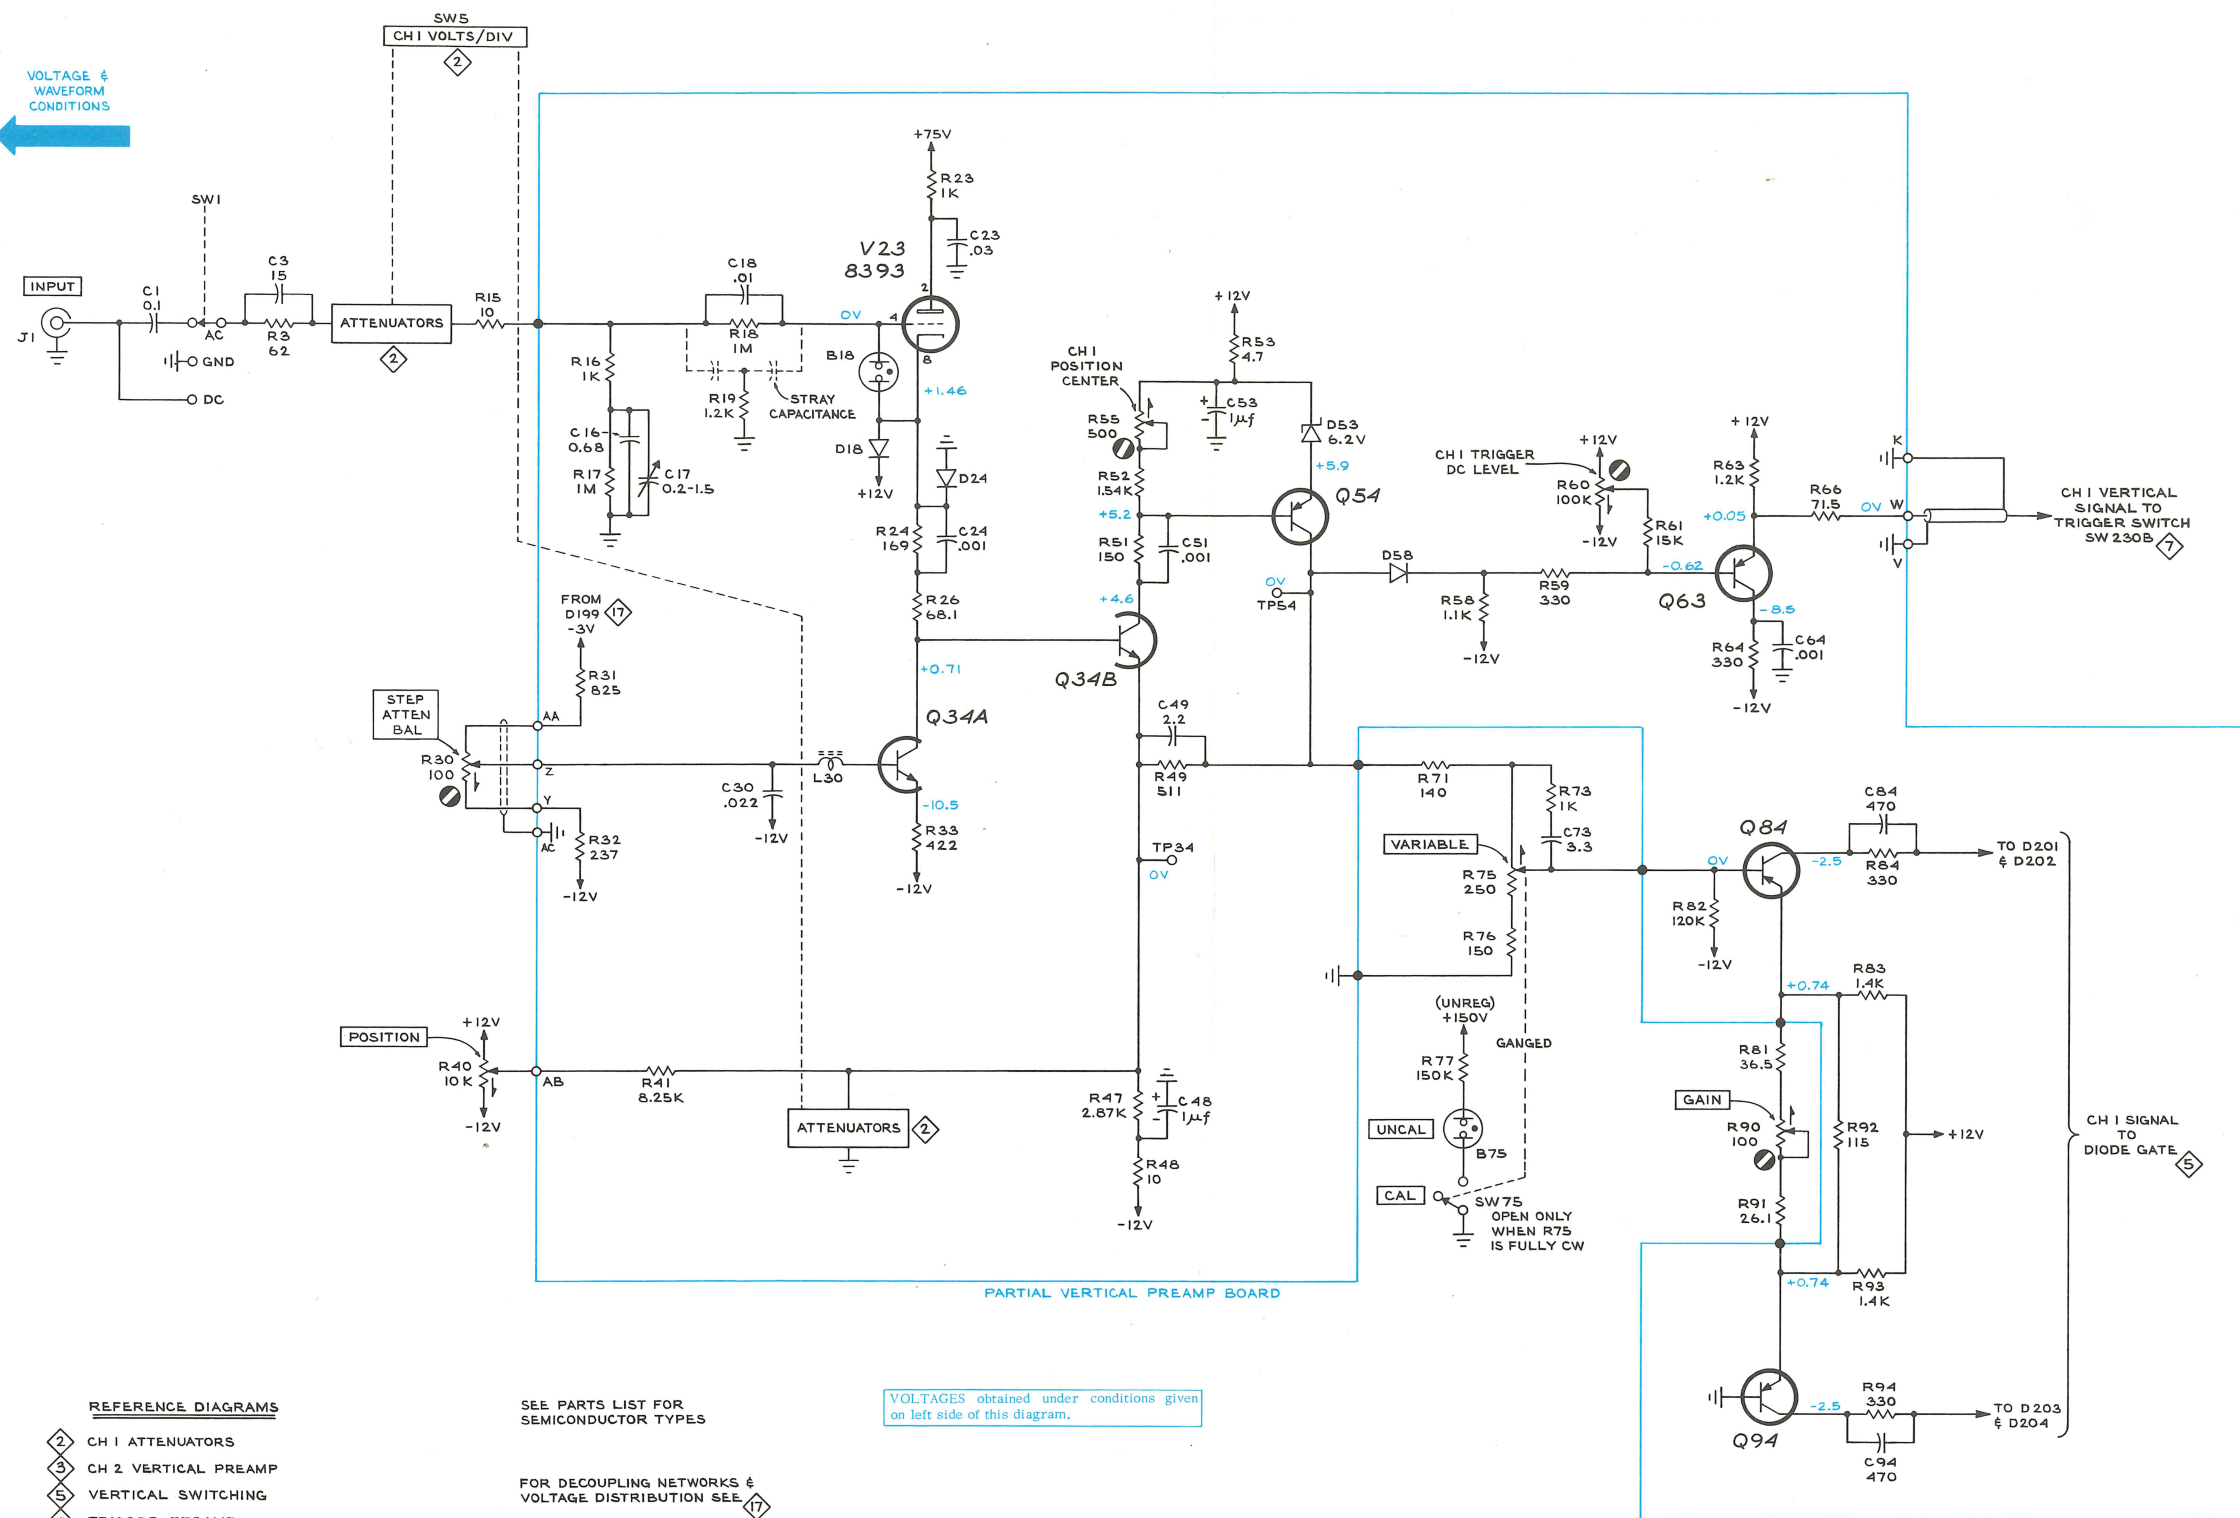 SW5
CH 1 VOLTS/DIV
2
VOLTAGE &
WAVEFORM
CONDITIONS
+75V
R23
1K
SW1
C23
.03
V23
8393
2
4
8
INPUT
J1
C1
0.1
AC
GND
DC
C3
15
R3
62
ATTENUATORS
2
R15
10
C18
.01
R18
1M
0V
B18
+1.46
R16
1K
R19
1.2K
STRAY
CAPACITANCE
C16
0.68
R17
1M
C17
0.2-1.5
D18
+12V
D24
R24
169
C24
.001
R26
68.1
+0.71
+12V
R53
4.7
CH 1
POSITION
CENTER
R55
500
+
-
C53
1µf
D53
6.2V
+5.9
R52
1.54K
+5.2
Q54
R51
150
C51
.001
+4.6
0V
TP54
Q34B
D58
R58
1.1K
-12V
R59
330
CH 1 TRIGGER
DC LEVEL
+12V
R60
100K
-12V
R61
15K
-0.62
Q63
+12V
R63
1.2K
+0.05
R66
71.5
0V
W
K
V
CH 1 VERTICAL
SIGNAL TO
TRIGGER SWITCH
SW 230B
7
-8.5
R64
330
C64
.001
-12V
FROM
D199
17
-3V
R31
825
STEP
ATTEN
BAL
AA
R30
100
Z
Y
AC
R32
237
-12V
C30
.022
-12V
L30
Q34A
-10.5
R33
422
-12V
C49
2.2
R49
511
TP34
0V
R71
140
R73
1K
C73
3.3
VARIABLE
R75
250
R76
150
Q84
0V
R82
120K
-12V
-2.5
C84
470
R84
330
TO D201
& D202
+0.74
R83
1.4K
POSITION
+12V
R40
10K
-12V
AB
R41
8.25K
ATTENUATORS
2
R47
2.87K
+
-
C48
1µf
R48
10
-12V
(UNREG)
+150V
R77
150K
GANGED
UNCAL
B75
CAL
SW75
OPEN ONLY
WHEN R75
IS FULLY CW
R81
36.5
GAIN
R90
100
R92
115
+12V
R91
26.1
+0.74
R93
1.4K
CH 1 SIGNAL
TO
DIODE GATE
5
PARTIAL VERTICAL PREAMP BOARD
Q94
-2.5
R94
330
C94
470
TO D203
& D204
REFERENCE DIAGRAMS
2 CH 1 ATTENUATORS
3 CH 2 VERTICAL PREAMP
5 VERTICAL SWITCHING
SEE PARTS LIST FOR
SEMICONDUCTOR TYPES
FOR DECOUPLING NETWORKS &
VOLTAGE DISTRIBUTION SEE 17
VOLTAGES obtained under conditions given
on left side of this diagram.